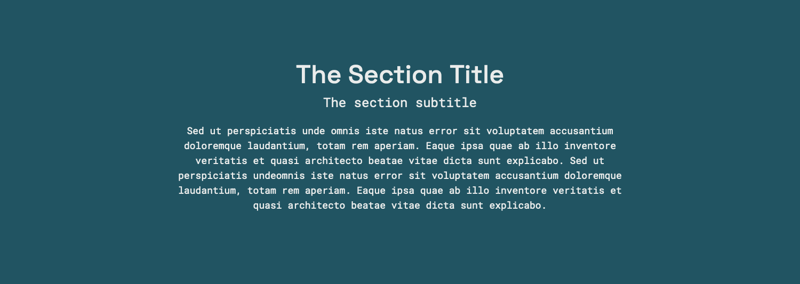 The Section Title
The section subtitle
Sed ut perspiciatis unde omnis iste natus error sit voluptatem accusantium
doloremque laudantium, totam rem aperiam. Eaque ipsa quae ab illo inventore
veritatis et quasi architecto beatae vitae dicta sunt explicabo. Sed ut
perspiciatis undeomnis iste natus error sit voluptatem accusantium doloremque
laudantium, totam rem aperiam. Eaque ipsa quae ab illo inventore veritatis et
quasi architecto beatae vitae dicta sunt explicabo.